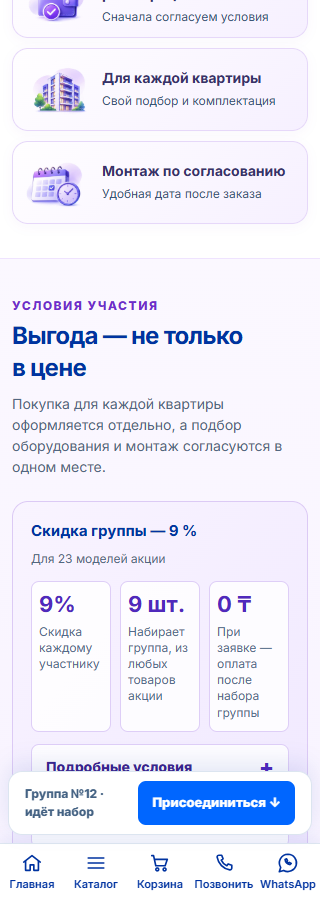 Сначала согласуем условия
Для каждой квартиры
Свой подбор и комплектация
Монтаж по согласованию
Удобная дата после заказа
УСЛОВИЯ УЧАСТИЯ
Выгода — не только
в цене
Покупка для каждой квартиры
оформляется отдельно, а подбор
оборудования и монтаж согласуются в
одном месте.
Скидка группы — 9 %
Для 23 моделей акции
9%
Скидка
каждому
участнику
9 шт.
Набирает
группа, из
любых
товаров
акции
0 ₸
При
заявке —
оплата
после
набора
группы
Подробные условия
+
Группа №12 ·
идёт набор
Присоединиться ↓
Главная
Каталог
Корзина
Позвонить
WhatsApp